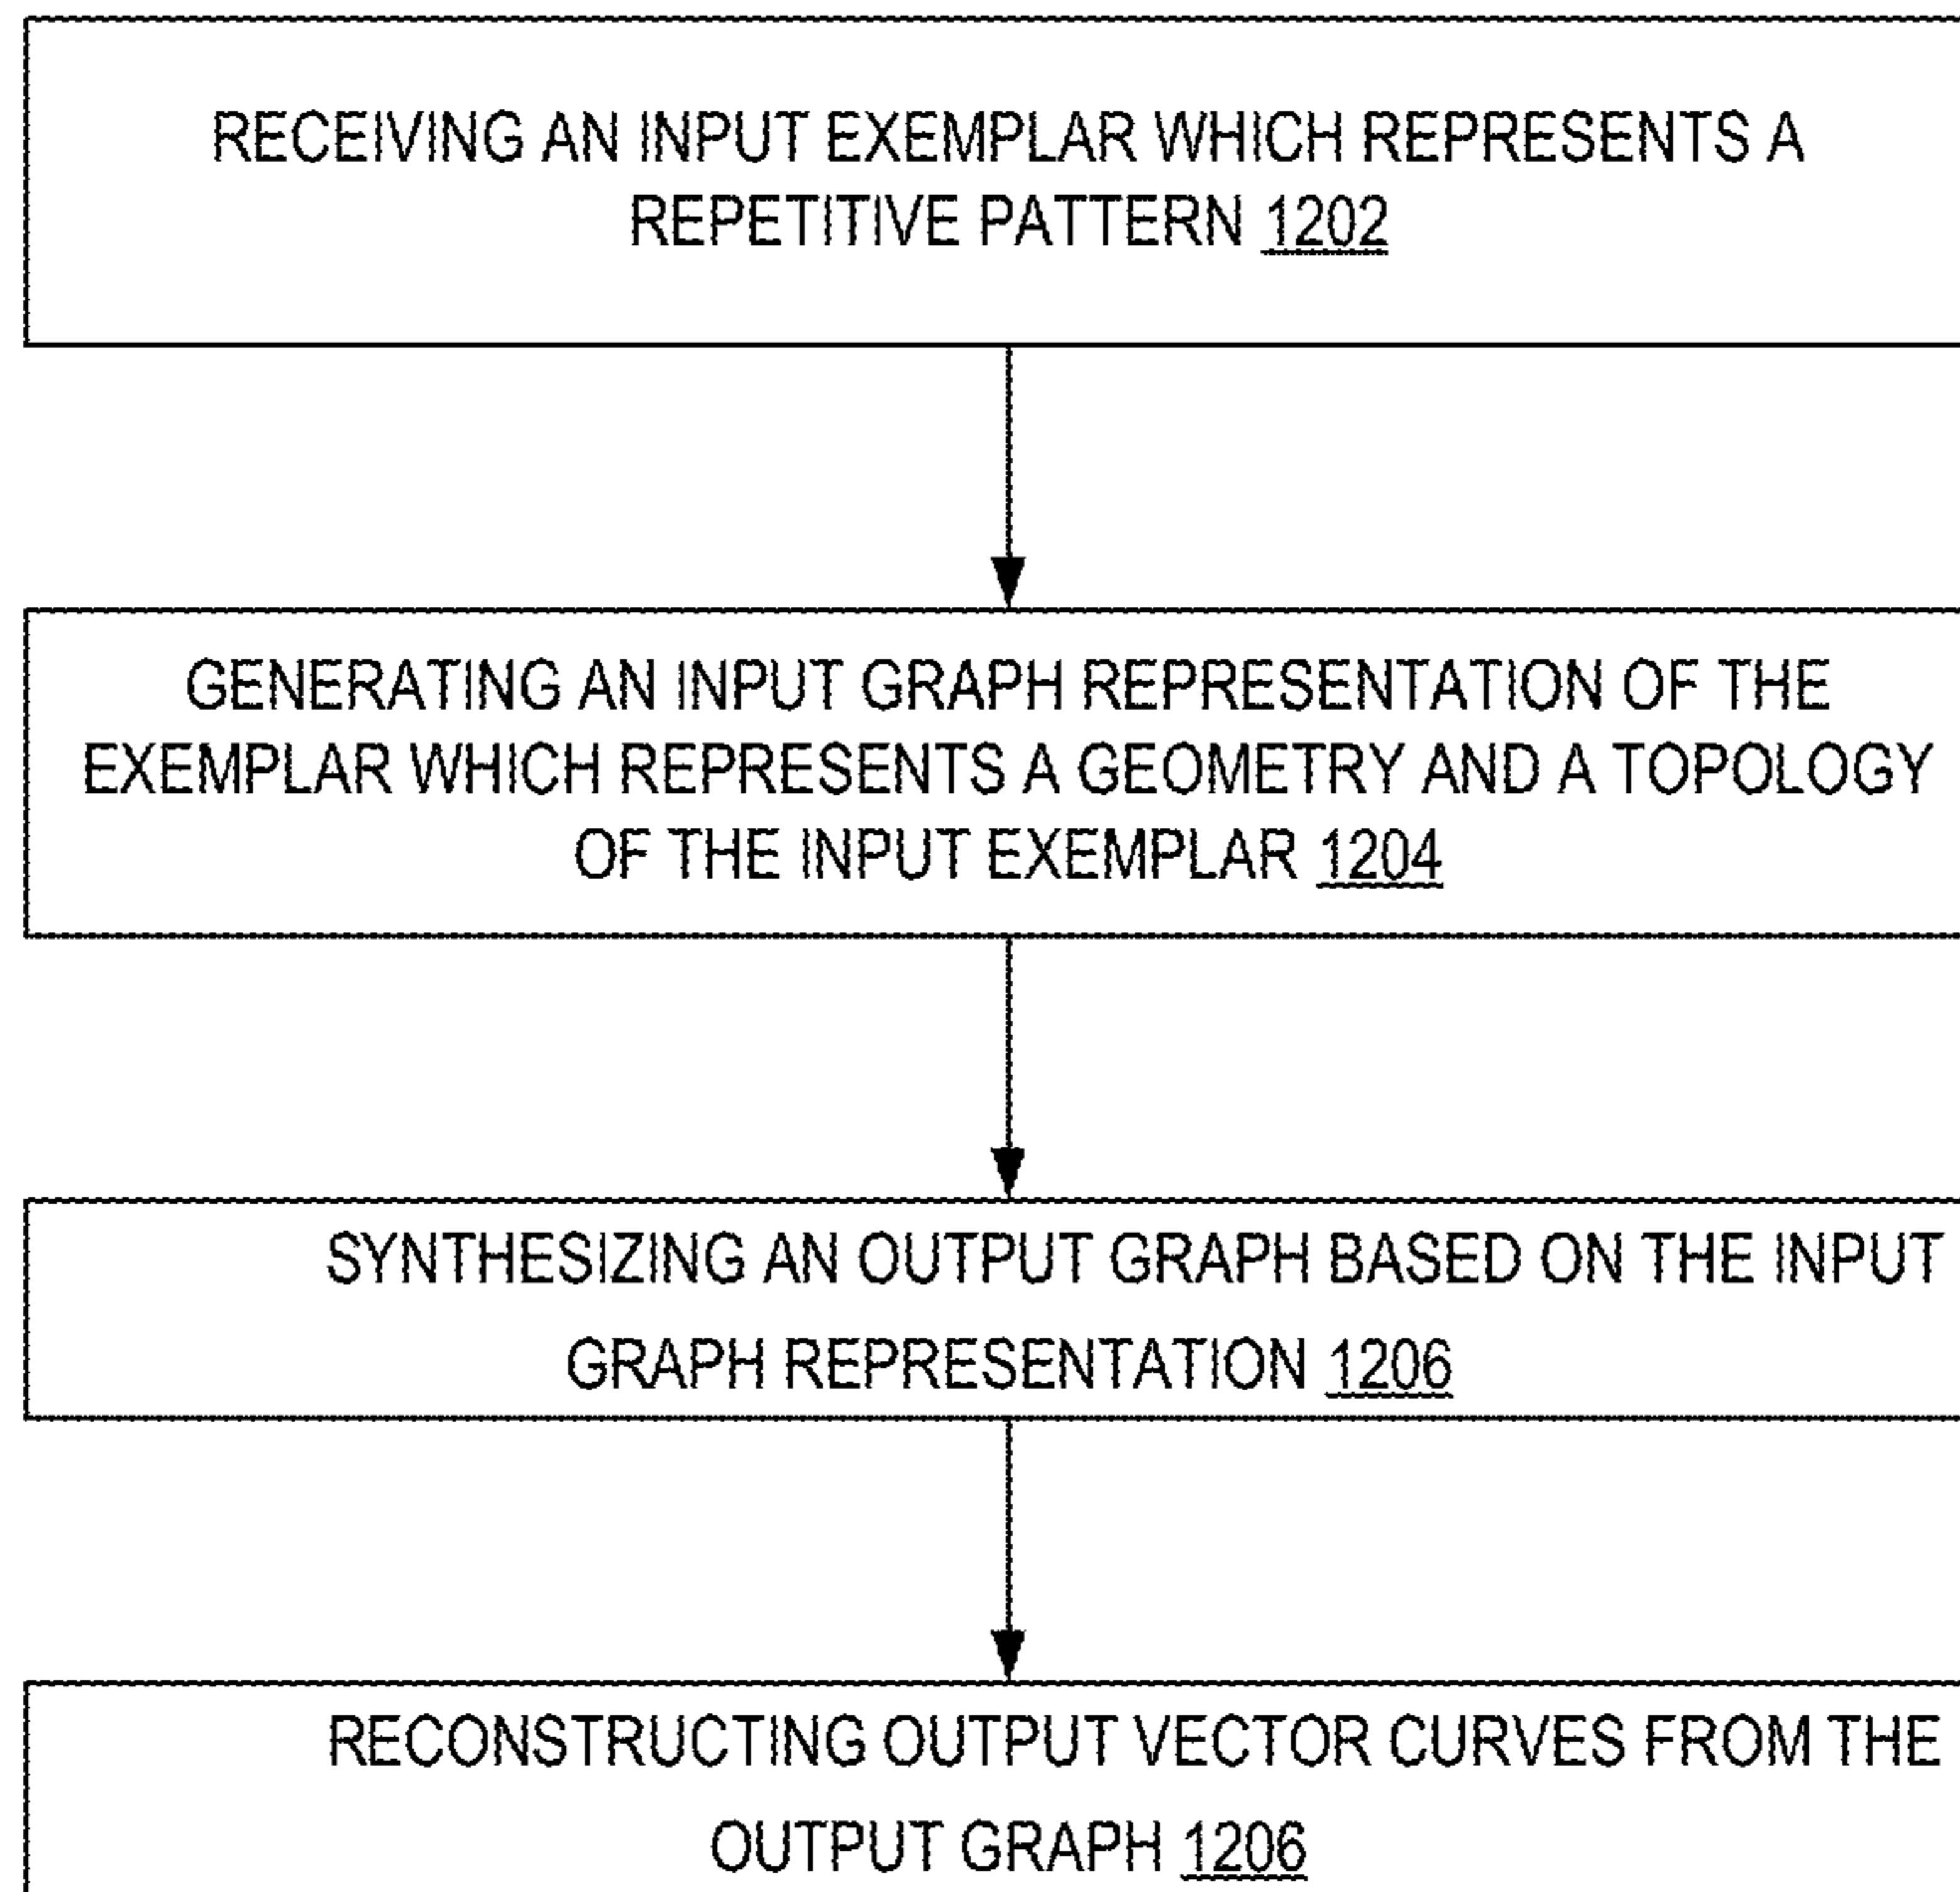 RECEIVING AN INPUT EXEMPLAR WHICH REPRESENTS A
REPETITIVE PATTERN 1202
GENERATING AN INPUT GRAPH REPRESENTATION OF THE
EXEMPLAR WHICH REPRESENTS A GEOMETRY AND A TOPOLOGY
OF THE INPUT EXEMPLAR 1204
SYNTHESIZING AN OUTPUT GRAPH BASED ON THE INPUT
GRAPH REPRESENTATION 1206
RECONSTRUCTING OUTPUT VECTOR CURVES FROM THE
OUTPUT GRAPH 1206